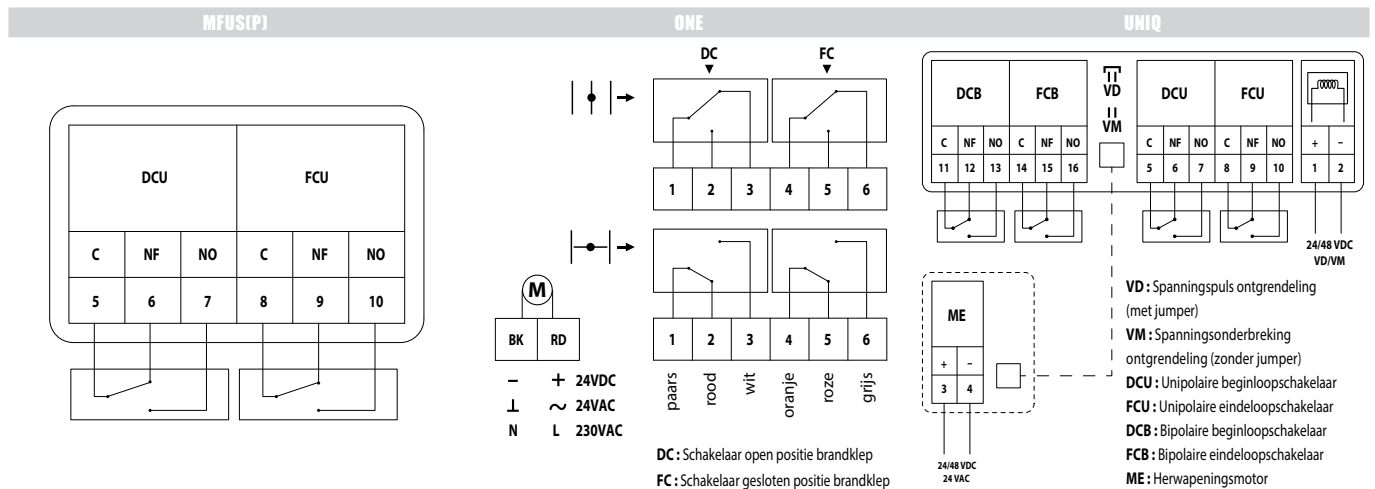 MFUS(P)
DCU FCU
C NF NO C NF NO
5 6 7 8 9 10
ONE
DC FC
1 2 3 4 5 6
M
BK RD
– + 24VDC
⊥ ~ 24VAC
N L 230VAC
1 2 3 4 5 6
paars rood wit oranje roze grijs
DC : Schakelaar open positie brandklep
FC : Schakelaar gesloten positie brandklep
UNIQ
DCB FCB VD VM DCU FCU
C NF NO C NF NO C NF NO C NF NO + –
11 12 13 14 15 16 5 6 7 8 9 10 1 2
24/48 VDC
VD/VM
ME
+ –
3 4
24/48 VDC
24 VAC
VD : Spanningspuls ontgrendeling
(met jumper)
VM : Spanningsonderbreking
ontgrendeling (zonder jumper)
DCU : Unipolaire beginloopschakelaar
FCU : Unipolaire eindeloopschakelaar
DCB : Bipolaire beginloopschakelaar
FCB : Bipolaire eindeloopschakelaar
ME : Herwapeningsmotor